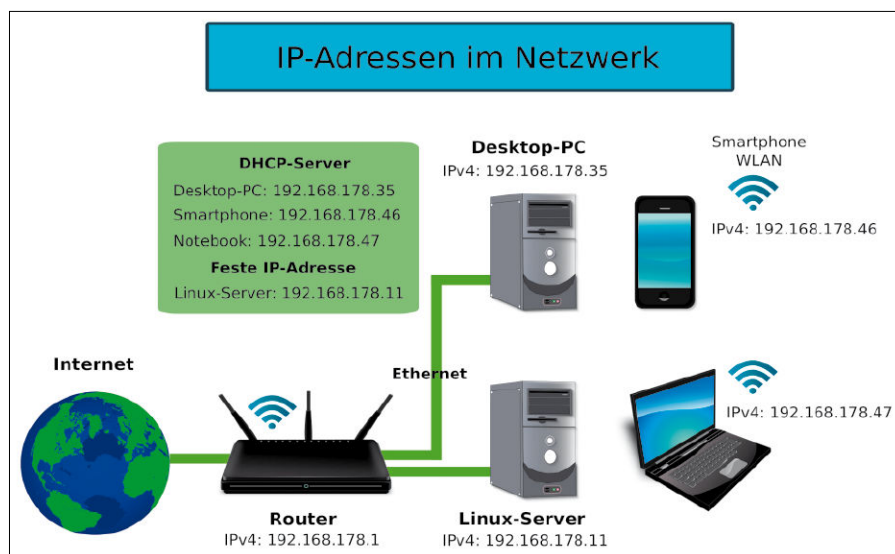 IP-Adressen im Netzwerk
DHCP-Server
Desktop-PC: 192.168.178.35
Smartphone: 192.168.178.46
Notebook: 192.168.178.47
Feste IP-Adresse
Linux-Server: 192.168.178.11
Desktop-PC
IPv4: 192.168.178.35
Smartphone
WLAN
IPv4: 192.168.178.46
Internet
Ethernet
IPv4: 192.168.178.47
Router
IPv4: 192.168.178.1
Linux-Server
IPv4: 192.168.178.11